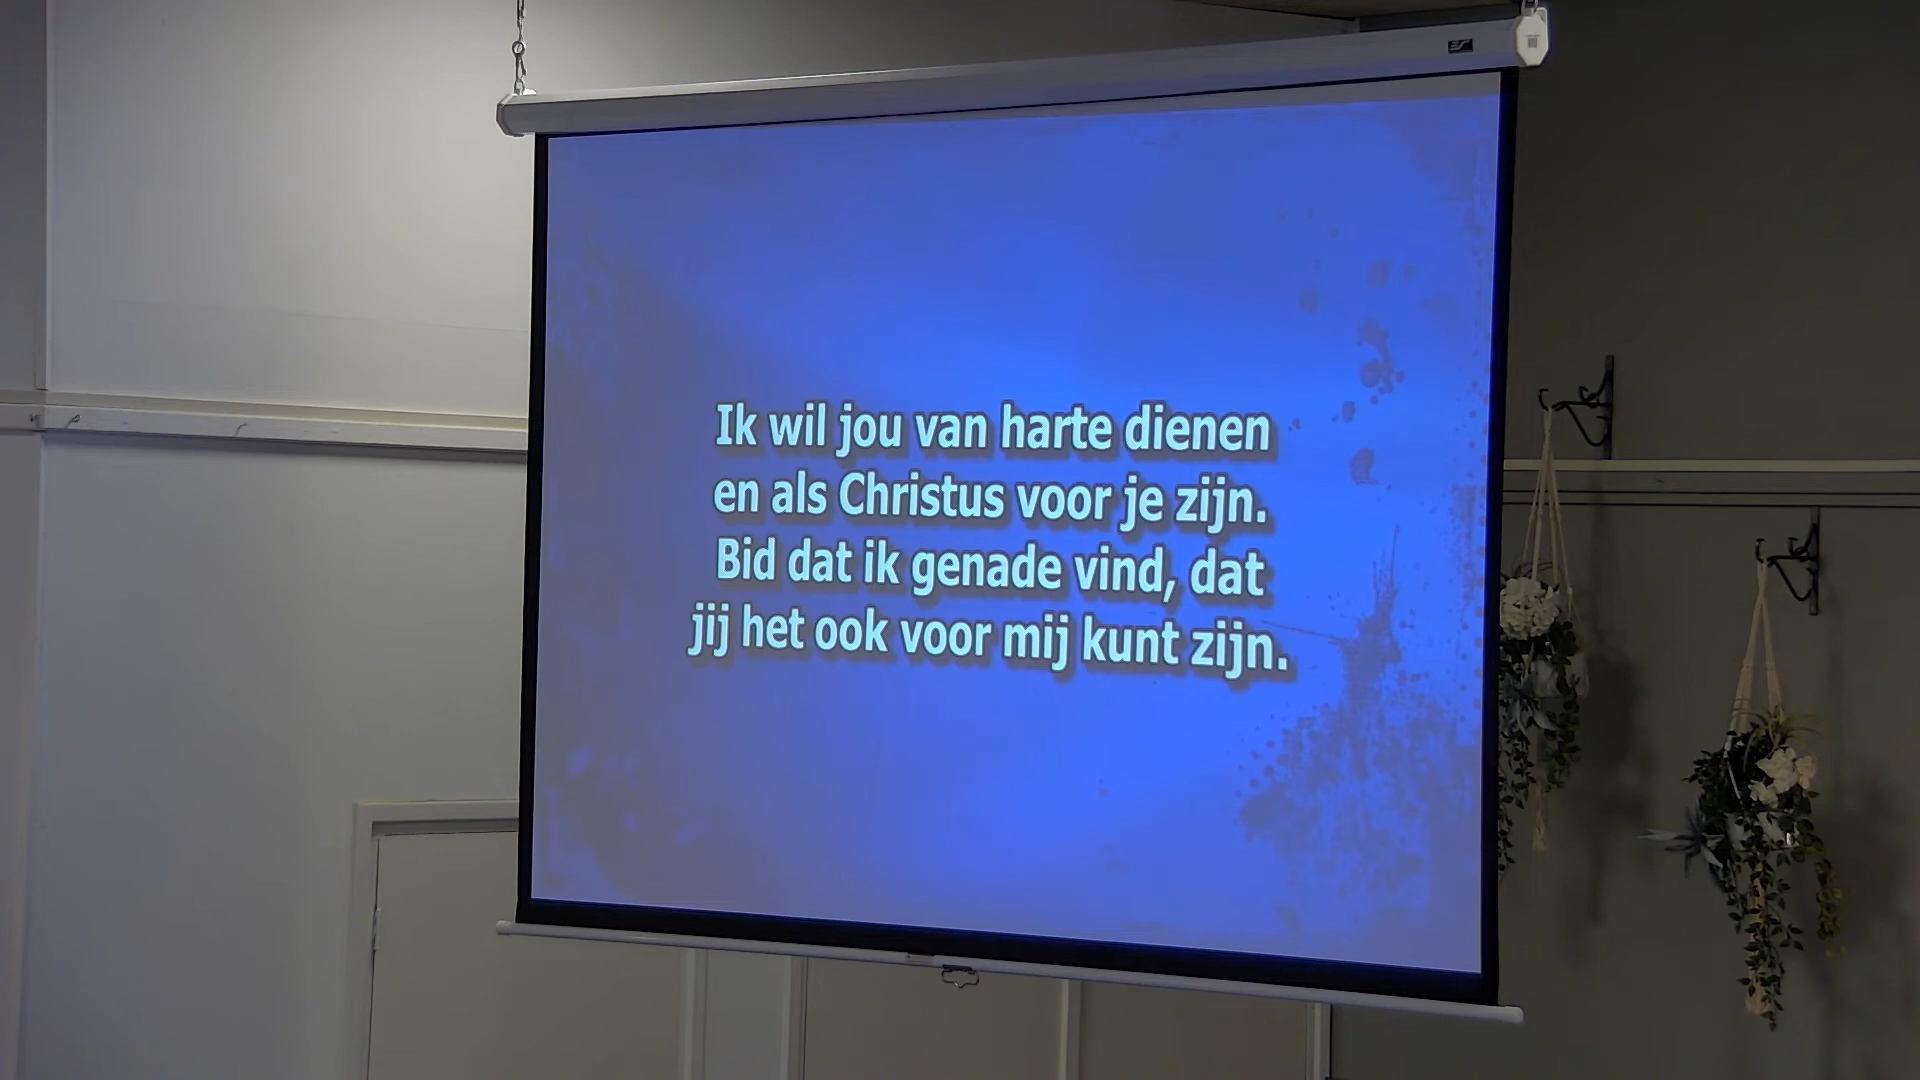 Ik wil jou van harte dienen
en als Christus voor je zijn.
Bid dat ik genade vind, dat
jij het ook voor mij kunt zijn.